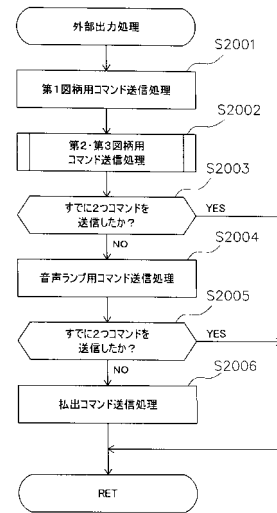 外部出力処理
S2001
第1図柄用コマンド送信処理
S2002
第2・第3図柄用
コマンド送信処理
S2003
すでに2つコマンドを
送信したか？
YES
NO
S2004
音声ランプ用コマンド送信処理
S2005
すでに2つコマンドを
送信したか？
YES
NO
S2006
払出コマンド送信処理
RET